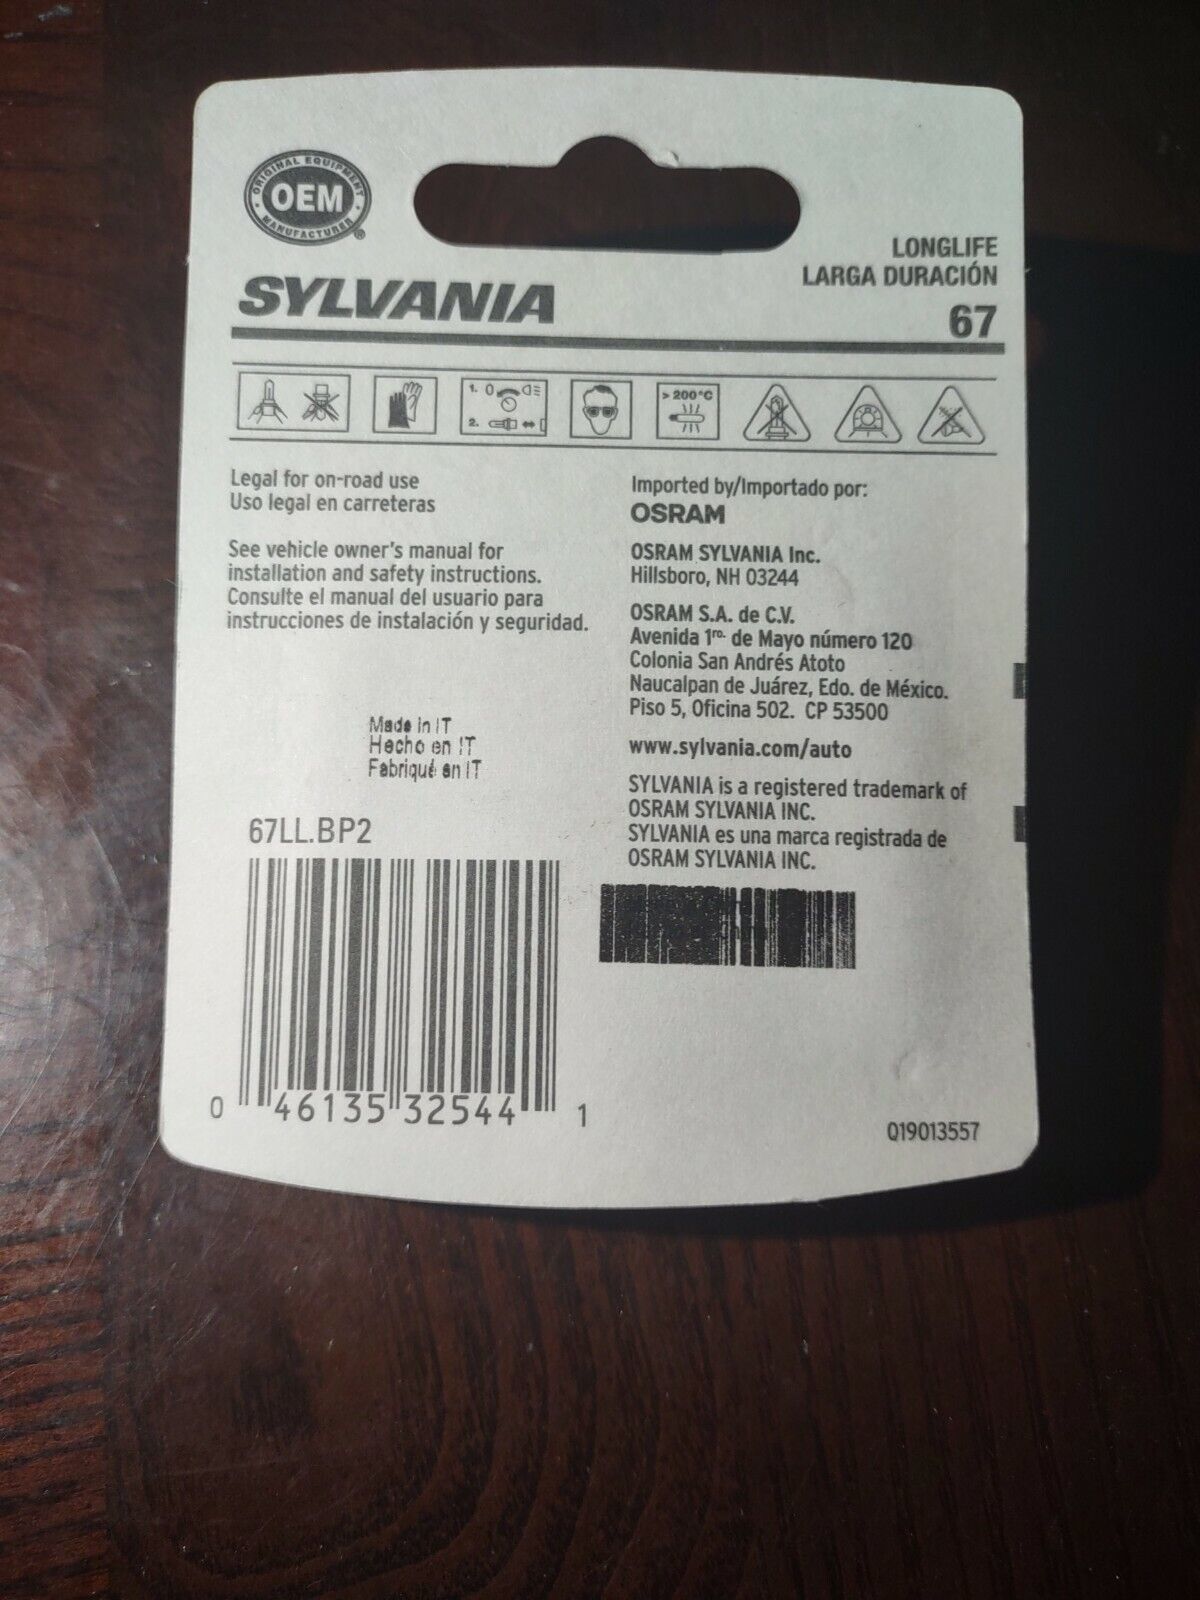 ORIGINAL EQUIPMENT
OEM
MANUFACTURER
®
SYLVANIA
LONGLIFE
LARGA DURACIÓN
67
1. 0
2.
> 200°C
Legal for on-road use
Uso legal en carreteras
See vehicle owner's manual for
installation and safety instructions.
Consulte el manual del usuario para
instrucciones de instalación y seguridad.
Made in IT
Hecho en IT
Fabriqué en IT
67LL.BP2
0 46135 32544 1
Imported by/Importado por:
OSRAM
OSRAM SYLVANIA Inc.
Hillsboro, NH 03244
OSRAM S.A. de C.V.
Avenida 1ro. de Mayo número 120
Colonia San Andrés Atoto
Naucalpan de Juárez, Edo. de México.
Piso 5, Oficina 502. CP 53500
www.sylvania.com/auto
SYLVANIA is a registered trademark of
OSRAM SYLVANIA INC.
SYLVANIA es una marca registrada de
OSRAM SYLVANIA INC.
Q19013557